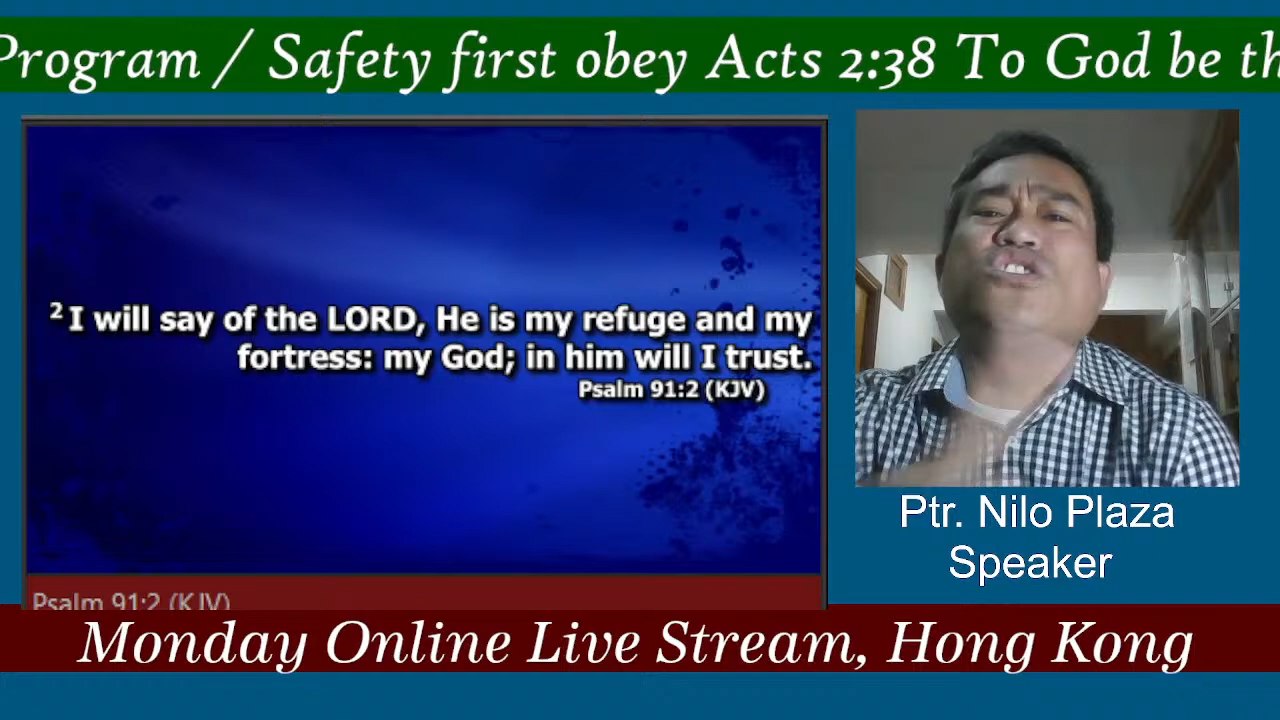 Program / Safety first obey Acts 2:38 To God be th
2 I will say of the LORD, He is my refuge and my
fortress: my God; in him will I trust.
Psalm 91:2 (KJV)
Psalm 91:2 (KJV)
Ptr. Nilo Plaza
Speaker
Monday Online Live Stream, Hong Kong